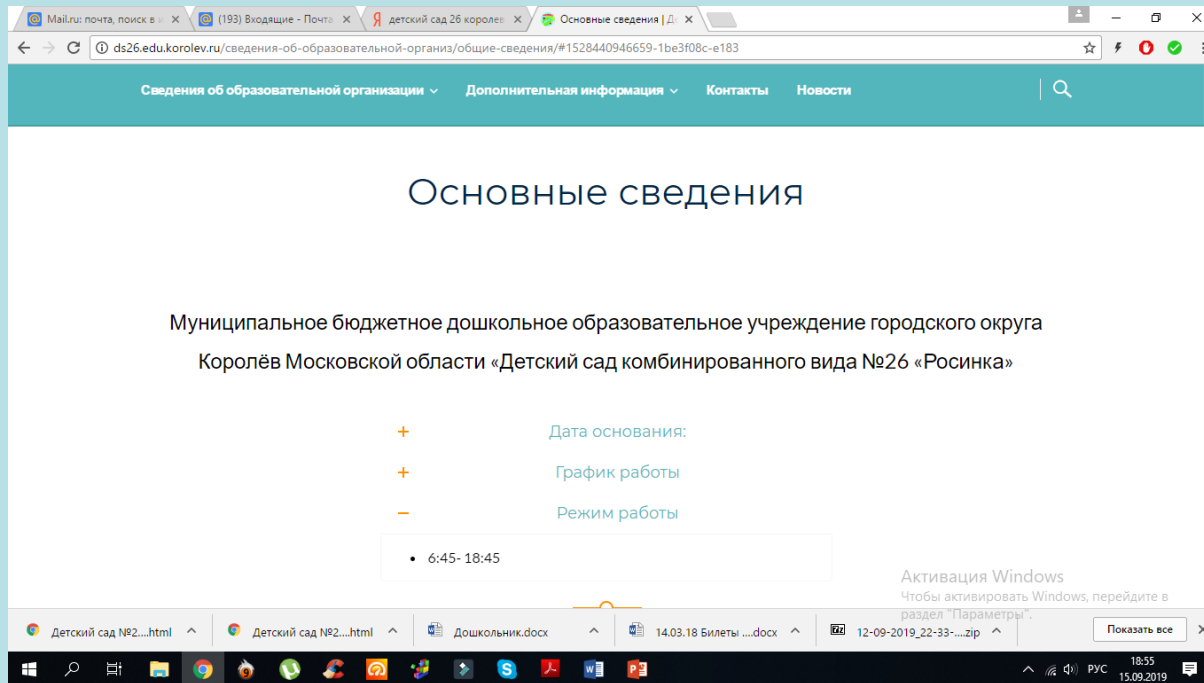 Mail.ru: почта, поиск в и
(193) Входящие - Почта
детский сад 26 королев
Основные сведения | Д
ds26.edu.korolev.ru/сведения-об-образовательной-организ/общие-сведения/#1528440946659-1be3f08c-e183
Сведения об образовательной организации Дополнительная информация Контакты Новости
Основные сведения
Муниципальное бюджетное дошкольное образовательное учреждение городского округа
Королёв Московской области «Детский сад комбинированного вида №26 «Росинка»
+ Дата основания:
+ График работы
− Режим работы
• 6:45- 18:45
Активация Windows
Чтобы активировать Windows, перейдите в
раздел "Параметры".
Детский сад №2....html
Детский сад №2....html
Дошкольник.docx
14.03.18 Билеты ....docx
12-09-2019_22-33-....zip
Показать все
РУС
18:55
15.09.2019